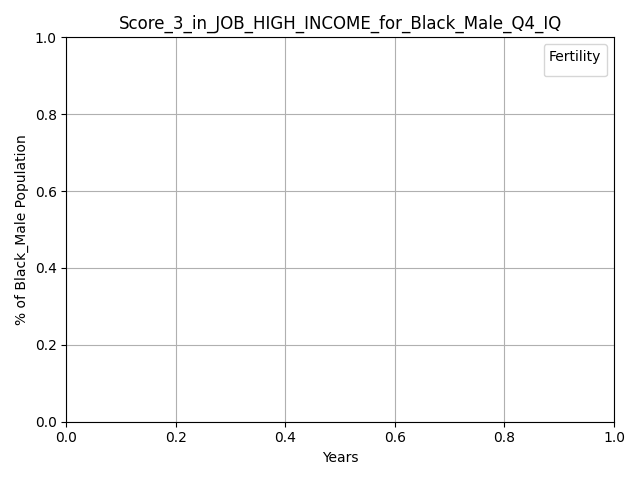 Score_3_in_JOB_HIGH_INCOME_for_Black_Male_Q4_IQ
Fertility
% of Black_Male Population
1.0
0.8
0.6
0.4
0.2
0.0
0.0 0.2 0.4 0.6 0.8 1.0
Years